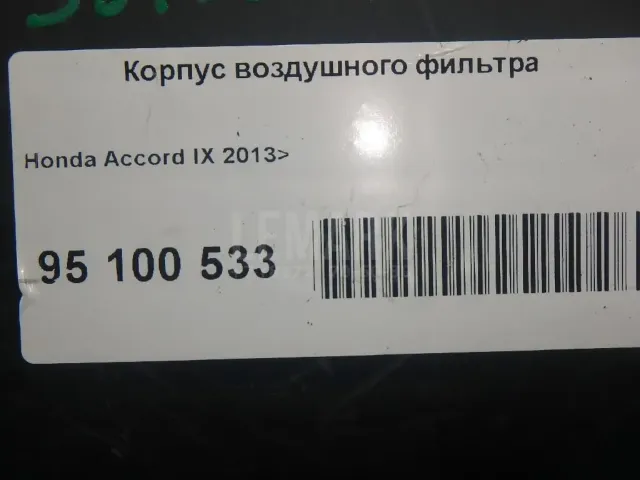 Корпус воздушного фильтра
Honda Accord IX 2013>
95 100 533